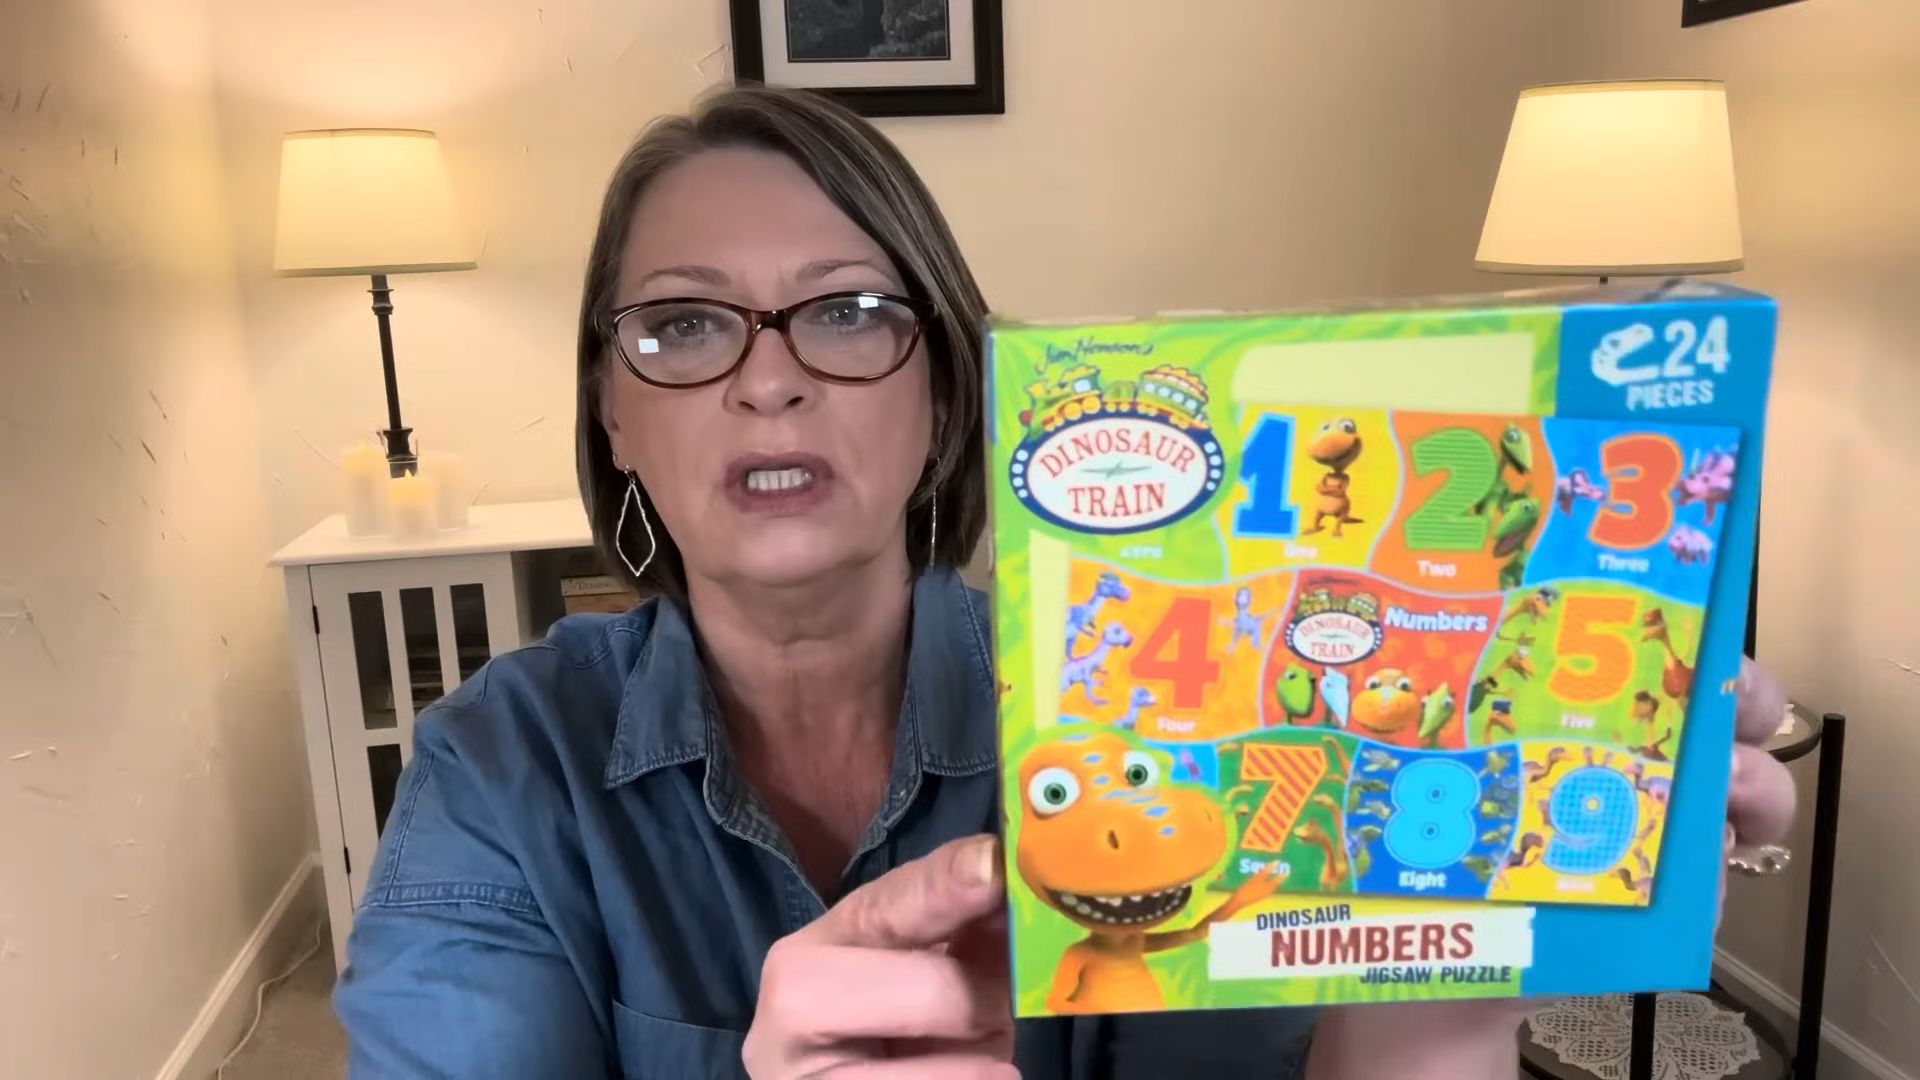 Jim Henson's
DINOSAUR
TRAIN
24
PIECES
1
2
3
One
Two
Three
4
DINOSAUR
TRAIN
Numbers
5
Four
Five
7
8
9
Seven
Eight
Nine
DINOSAUR
NUMBERS
JIGSAW PUZZLE